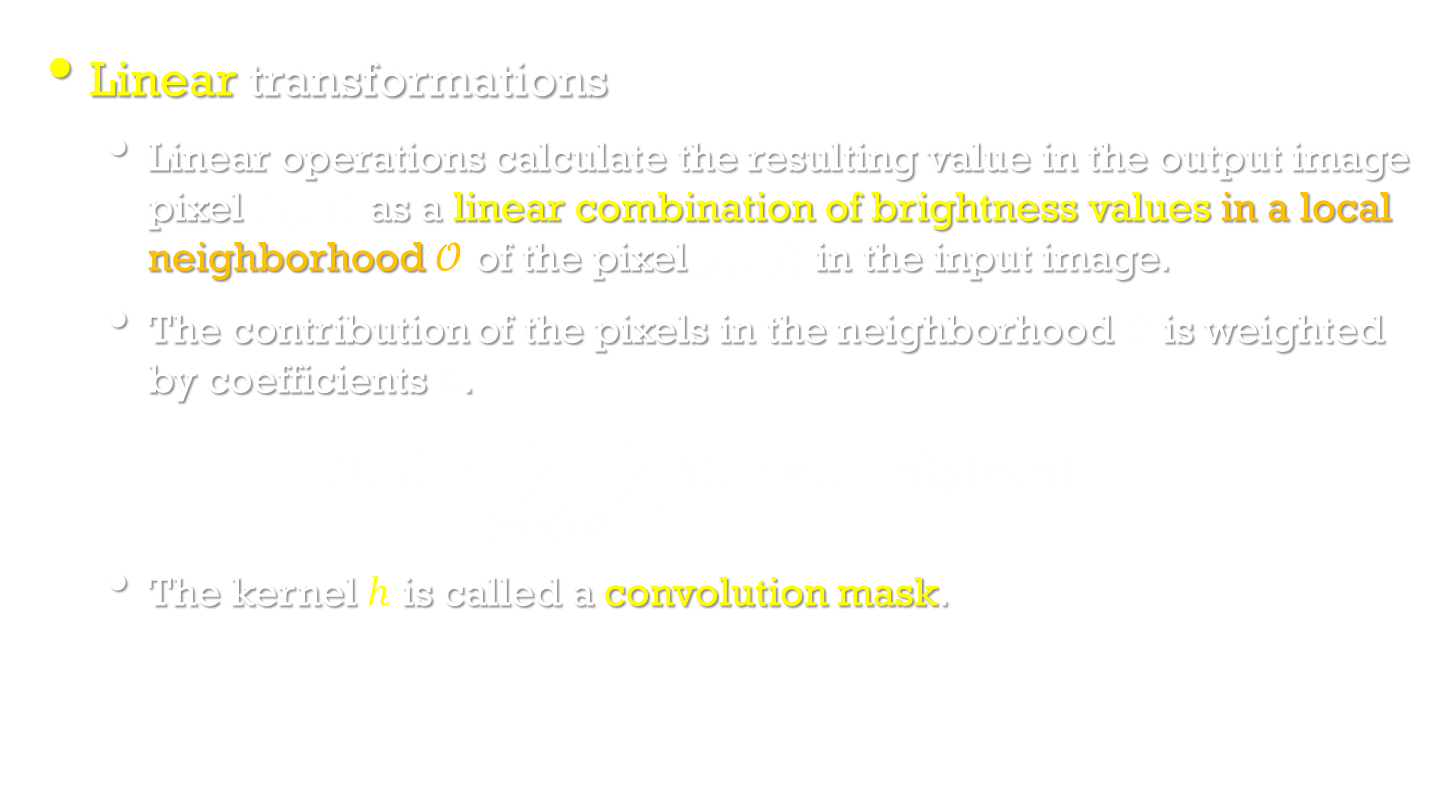 • Linear transformations
• Linear operations calculate the resulting value in the output image
pixel as a linear combination of brightness values in a local
neighborhood 𝒪 of the pixel in the input image.
• The contribution of the pixels in the neighborhood is weighted
by coefficients .
• The kernel ℎ is called a convolution mask.